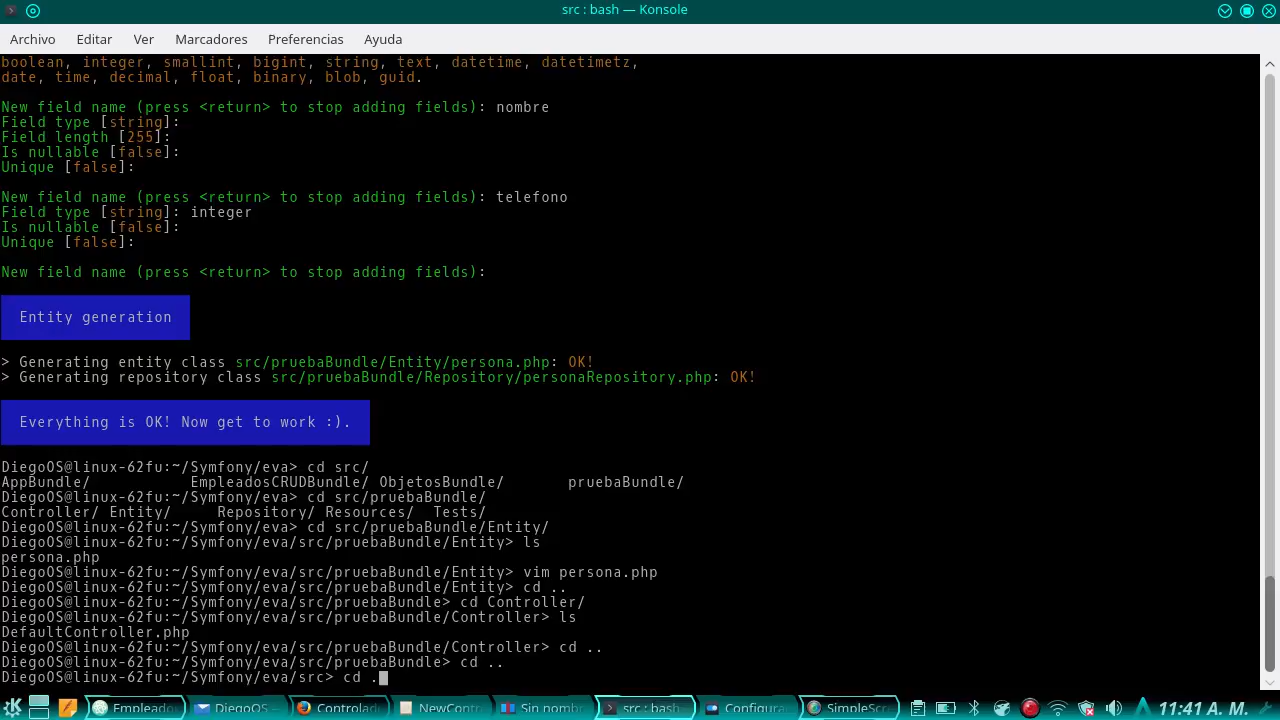 src : bash — Konsole
Archivo Editar Ver Marcadores Preferencias Ayuda
boolean, integer, smallint, bigint, string, text, datetime, datetimetz,
date, time, decimal, float, binary, blob, guid.
New field name (press <return> to stop adding fields): nombre
Field type [string]:
Field length [255]:
Is nullable [false]:
Unique [false]:
New field name (press <return> to stop adding fields): telefono
Field type [string]: integer
Is nullable [false]:
Unique [false]:
New field name (press <return> to stop adding fields):
Entity generation
> Generating entity class src/pruebaBundle/Entity/persona.php: OK!
> Generating repository class src/pruebaBundle/Repository/personaRepository.php: OK!
Everything is OK! Now get to work :).
DiegoOS@linux-62fu:~/Symfony/eva> cd src/
AppBundle/ EmpleadosCRUDBundle/ ObjetosBundle/ pruebaBundle/
DiegoOS@linux-62fu:~/Symfony/eva> cd src/pruebaBundle/
Controller/ Entity/ Repository/ Resources/ Tests/
DiegoOS@linux-62fu:~/Symfony/eva> cd src/pruebaBundle/Entity/
DiegoOS@linux-62fu:~/Symfony/eva/src/pruebaBundle/Entity> ls
persona.php
DiegoOS@linux-62fu:~/Symfony/eva/src/pruebaBundle/Entity> vim persona.php
DiegoOS@linux-62fu:~/Symfony/eva/src/pruebaBundle/Entity> cd ..
DiegoOS@linux-62fu:~/Symfony/eva/src/pruebaBundle> cd Controller/
DiegoOS@linux-62fu:~/Symfony/eva/src/pruebaBundle/Controller> ls
DefaultController.php
DiegoOS@linux-62fu:~/Symfony/eva/src/pruebaBundle/Controller> cd ..
DiegoOS@linux-62fu:~/Symfony/eva/src/pruebaBundle> cd ..
DiegoOS@linux-62fu:~/Symfony/eva/src> cd .
Empleado DiegoOS – Controlad NewCont Sin nombr src : bash Configura SimpleScr 11:41 A. M.